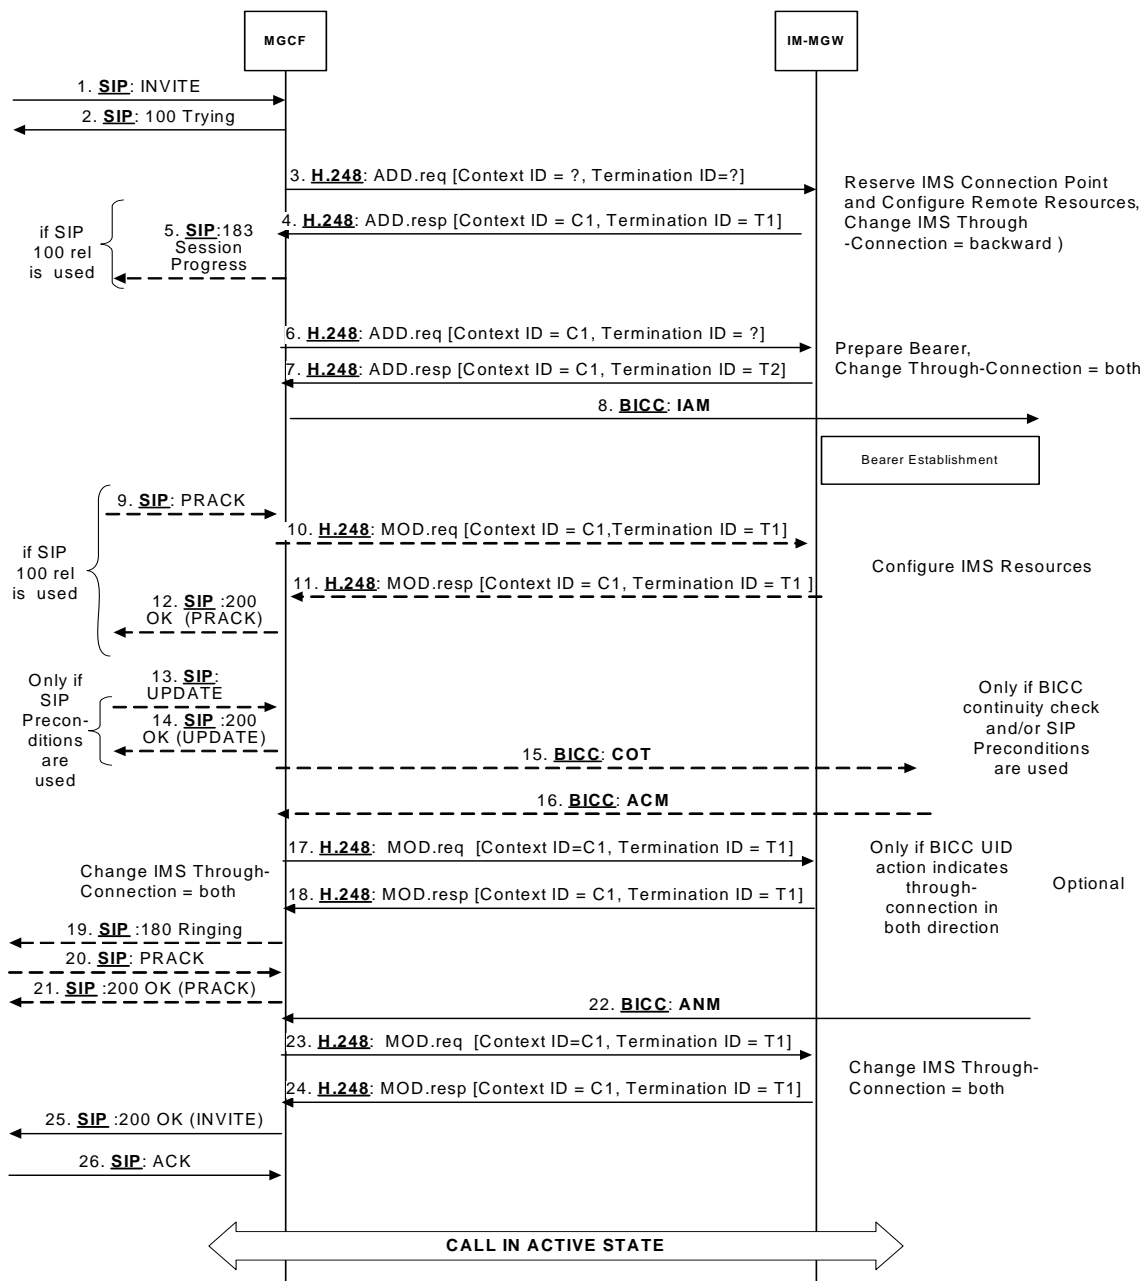 MGCF
IM-MGW
1. SIP: INVITE
2. SIP: 100 Trying
3. H.248: ADD.req [Context ID = ?, Termination ID=?]
Reserve IMS Connection Point
and Configure Remote Resources,
Change IMS Through
-Connection = backward )
4. H.248: ADD.resp [Context ID = C1, Termination ID = T1]
if SIP
100 rel
is used
5. SIP:183
Session
Progress
6. H.248: ADD.req [Context ID = C1, Termination ID = ?]
Prepare Bearer,
Change Through-Connection = both
7. H.248: ADD.resp [Context ID = C1, Termination ID = T2]
8. BICC: IAM
Bearer Establishment
9. SIP: PRACK
10. H.248: MOD.req [Context ID = C1,Termination ID = T1]
if SIP
100 rel
is used
Configure IMS Resources
11. H.248: MOD.resp [Context ID = C1, Termination ID = T1 ]
12. SIP :200
OK (PRACK)
Only if
SIP
Precon-
ditions
are
used
13. SIP:
UPDATE
14. SIP :200
OK (UPDATE)
Only if BICC
continuity check
and/or SIP
Preconditions
are used
15. BICC: COT
16. BICC: ACM
17. H.248: MOD.req [Context ID=C1, Termination ID = T1]
Change IMS Through-
Connection = both
Only if BICC UID
action indicates
through-
connection in
both direction
Optional
18. H.248: MOD.resp [Context ID = C1, Termination ID = T1]
19. SIP :180 Ringing
20. SIP: PRACK
21. SIP :200 OK (PRACK)
22. BICC: ANM
23. H.248: MOD.req [Context ID=C1, Termination ID = T1]
Change IMS Through-
Connection = both
24. H.248: MOD.resp [Context ID = C1, Termination ID = T1]
25. SIP :200 OK (INVITE)
26. SIP: ACK
CALL IN ACTIVE STATE